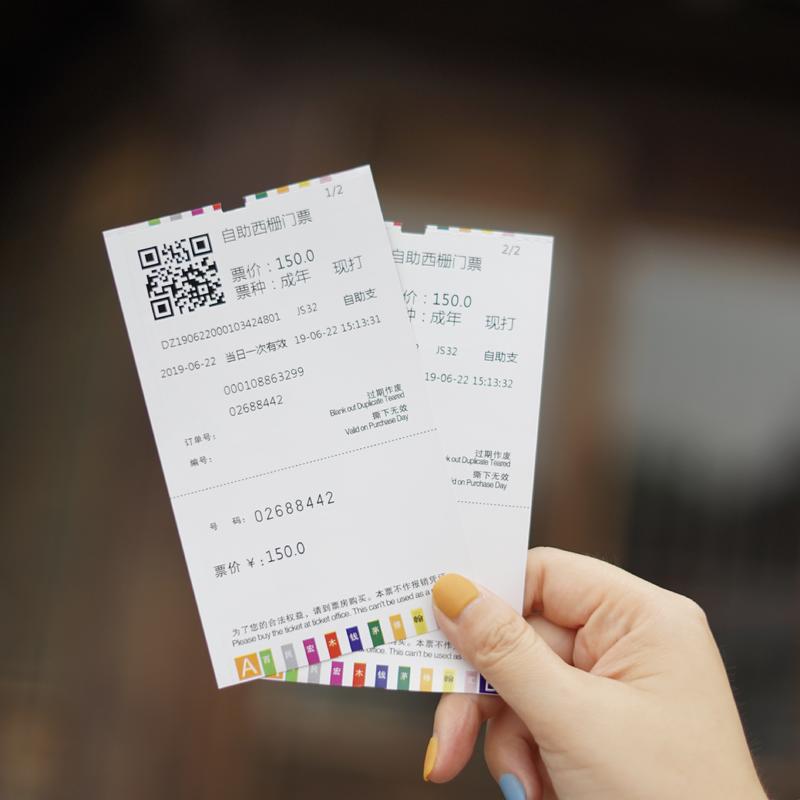 1/2
自助西栅门票
票价：150.0
票种：成年 现打
DZ190622000103424801 JS32 自助支
2019-06-22 当日一次有效 19-06-22 15:13:31
000108863299
02688442
过期作废
Blank out Duplicate Teared
撕下无效
Valid on Purchase Day
订单号：
编号：
号 码：02688442
票价 ¥：150.0
为了您的合法权益，请到票房购买。本票不作报销凭
Please buy the ticket at ticket office. This can't be used as a
A 宏 木 钱 茅 修 翰
2/2
自助西栅门票
价：150.0
种：成年 现打
JS32 自助支
19-06-22 15:13:32
过期作废
k out Duplicate Teared
撕下无效
on Purchase Day
购买。本票不作
office. This can't be used as
宏 木 钱 茅 修 翰